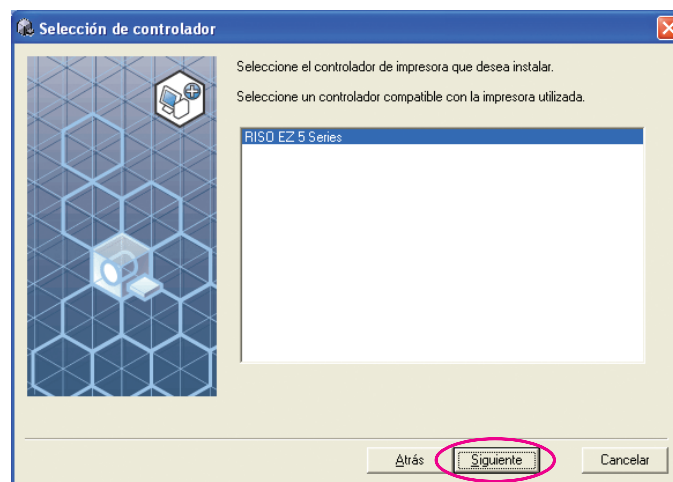 Selección de controlador
Seleccione el controlador de impresora que desea instalar.
Seleccione un controlador compatible con la impresora utilizada.
RISO EZ 5 Series
Atrás
Siguiente
Cancelar